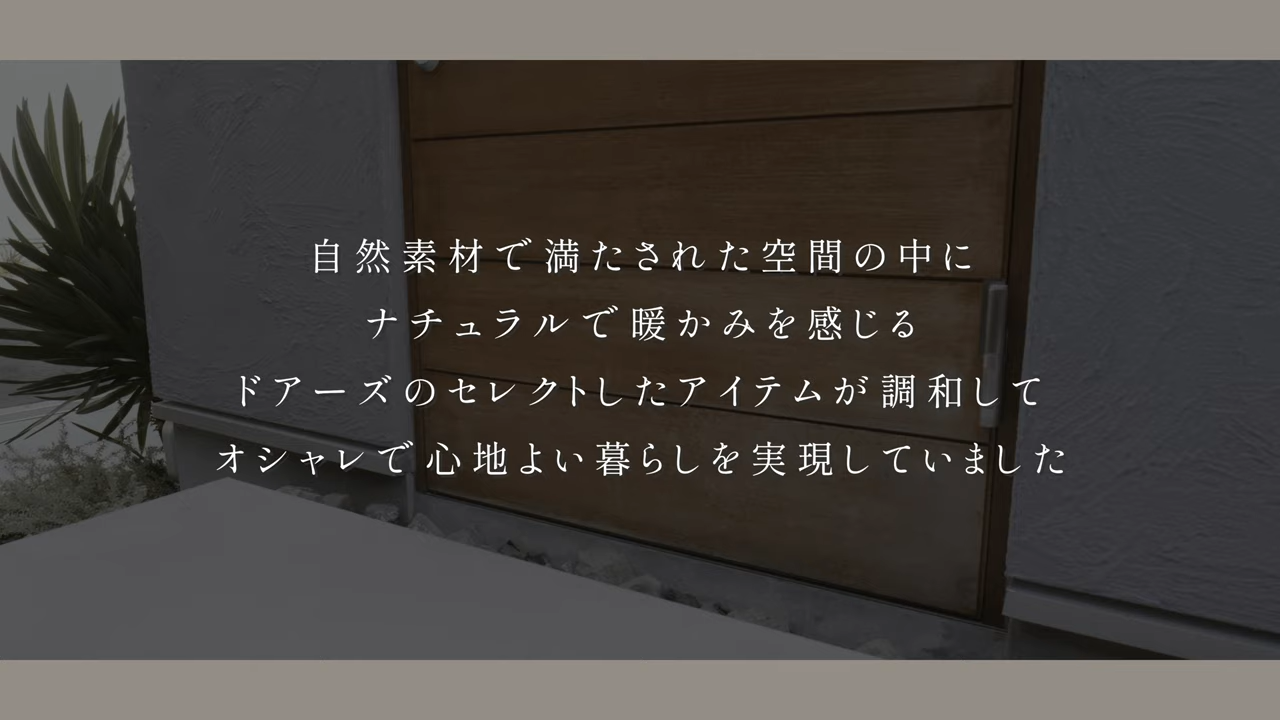 自然素材で満たされた空間の中に
ナチュラルで暖かみを感じる
ドアーズのセレクトしたアイテムが調和して
オシャレで心地よい暮らしを実現していました